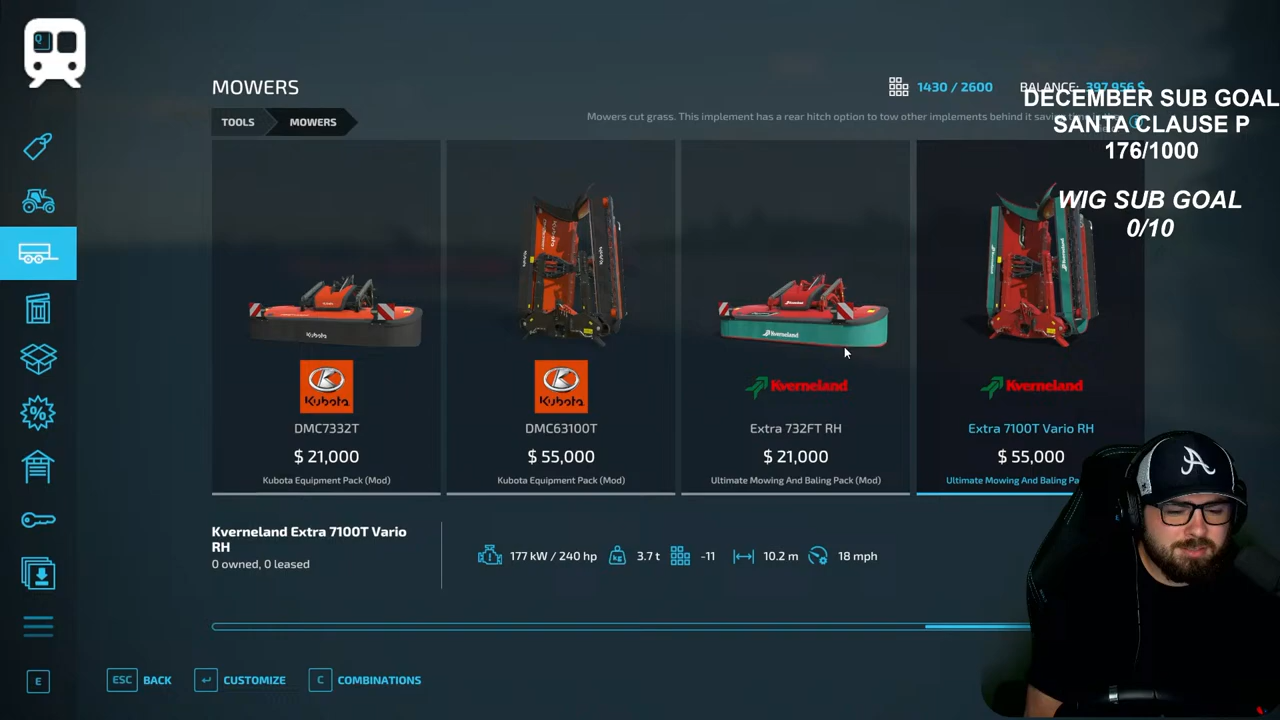 Q
MOWERS
1430 / 2600
BALANCE: 397,956 $
DECEMBER SUB GOAL
SANTA CLAUSE P
176/1000
WIG SUB GOAL
0/10
TOOLS
MOWERS
Mowers cut grass. This implement has a rear hitch option to tow other implements behind it
Kubota
DMC7332T
$ 21,000
Kubota Equipment Pack (Mod)
Kubota
DMC63100T
$ 55,000
Kubota Equipment Pack (Mod)
Kverneland
Extra 732FT RH
$ 21,000
Ultimate Mowing And Baling Pack (Mod)
Kverneland
Extra 7100T Vario RH
$ 55,000
Ultimate Mowing And Baling
Kverneland Extra 7100T Vario
RH
0 owned, 0 leased
177 kW / 240 hp
3.7 t
-11
10.2 m
18 mph
E
ESC BACK
CUSTOMIZE
C COMBINATIONS
A